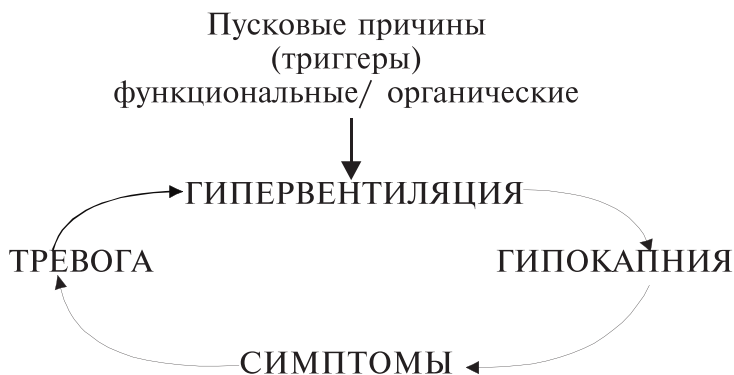 Пусковые причины
(триггеры)
функциональные/ органические
ГИПЕРВЕНТИЛЯЦИЯ
ТРЕВОГА
ГИПОКАПНИЯ
СИМПТОМЫ